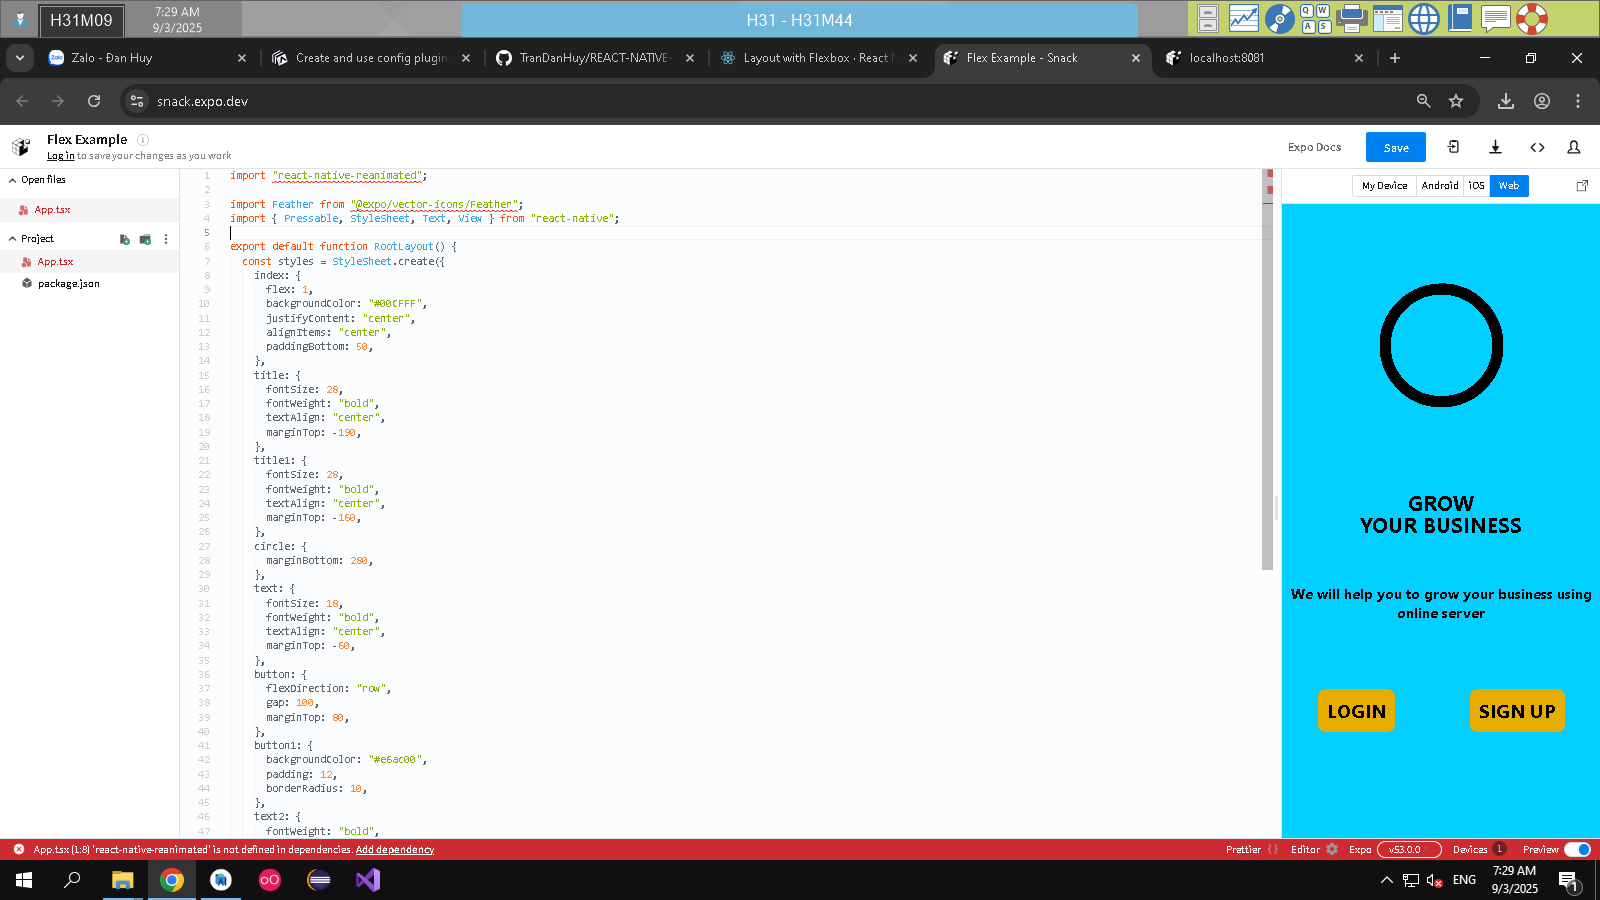 H31M09
7:29 AM
9/3/2025
H31 - H31M44
Q W
A S
Zalo - Đan Huy
Create and use config plugin
TranDanHuy/REACT-NATIVE-
Layout with Flexbox · React N
Flex Example - Snack
localhost:8081
snack.expo.dev
Flex Example
Log in to save your changes as you work
Expo Docs
Save
Open files
App.tsx
Project
App.tsx
package.json
1 import "react-native-reanimated";
2
3 import Feather from "@expo/vector-icons/Feather";
4 import { Pressable, StyleSheet, Text, View } from "react-native";
5
6 export default function RootLayout() {
7 const styles = StyleSheet.create({
8 index: {
9 flex: 1,
10 backgroundColor: "#00CFFF",
11 justifyContent: "center",
12 alignItems: "center",
13 paddingBottom: 50,
14 },
15 title: {
16 fontSize: 28,
17 fontWeight: "bold",
18 textAlign: "center",
19 marginTop: -190,
20 },
21 title1: {
22 fontSize: 28,
23 fontWeight: "bold",
24 textAlign: "center",
25 marginTop: -160,
26 },
27 circle: {
28 marginBottom: 280,
29 },
30 text: {
31 fontSize: 18,
32 fontWeight: "bold",
33 textAlign: "center",
34 marginTop: -60,
35 },
36 button: {
37 flexDirection: "row",
38 gap: 100,
39 marginTop: 80,
40 },
41 button1: {
42 backgroundColor: "#e6ac00",
43 padding: 12,
44 borderRadius: 10,
45 },
46 text2: {
47 fontWeight: "bold",
My Device
Android
iOS
Web
GROW
YOUR BUSINESS
We will help you to grow your business using
online server
LOGIN
SIGN UP
App.tsx (1:8) 'react-native-reanimated' is not defined in dependencies. Add dependency
Prettier { }
Editor
Expo
v53.0.0
Devices 1
Preview
ENG
7:29 AM
9/3/2025
1